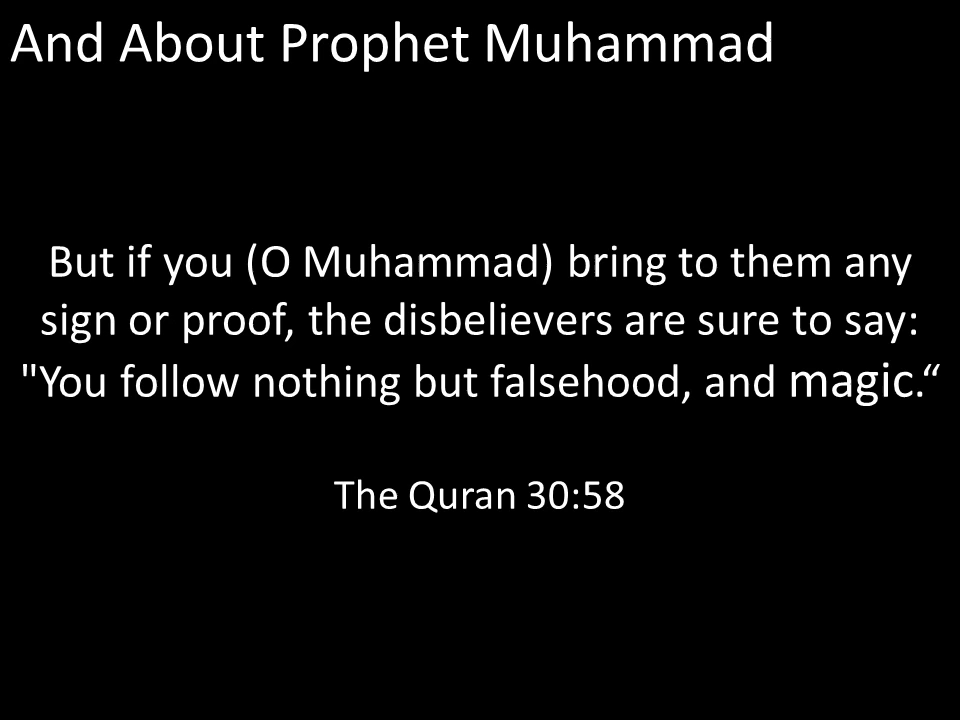 And About Prophet Muhammad
But if you (O Muhammad) bring to them any
sign or proof, the disbelievers are sure to say:
"You follow nothing but falsehood, and magic.“
The Quran 30:58